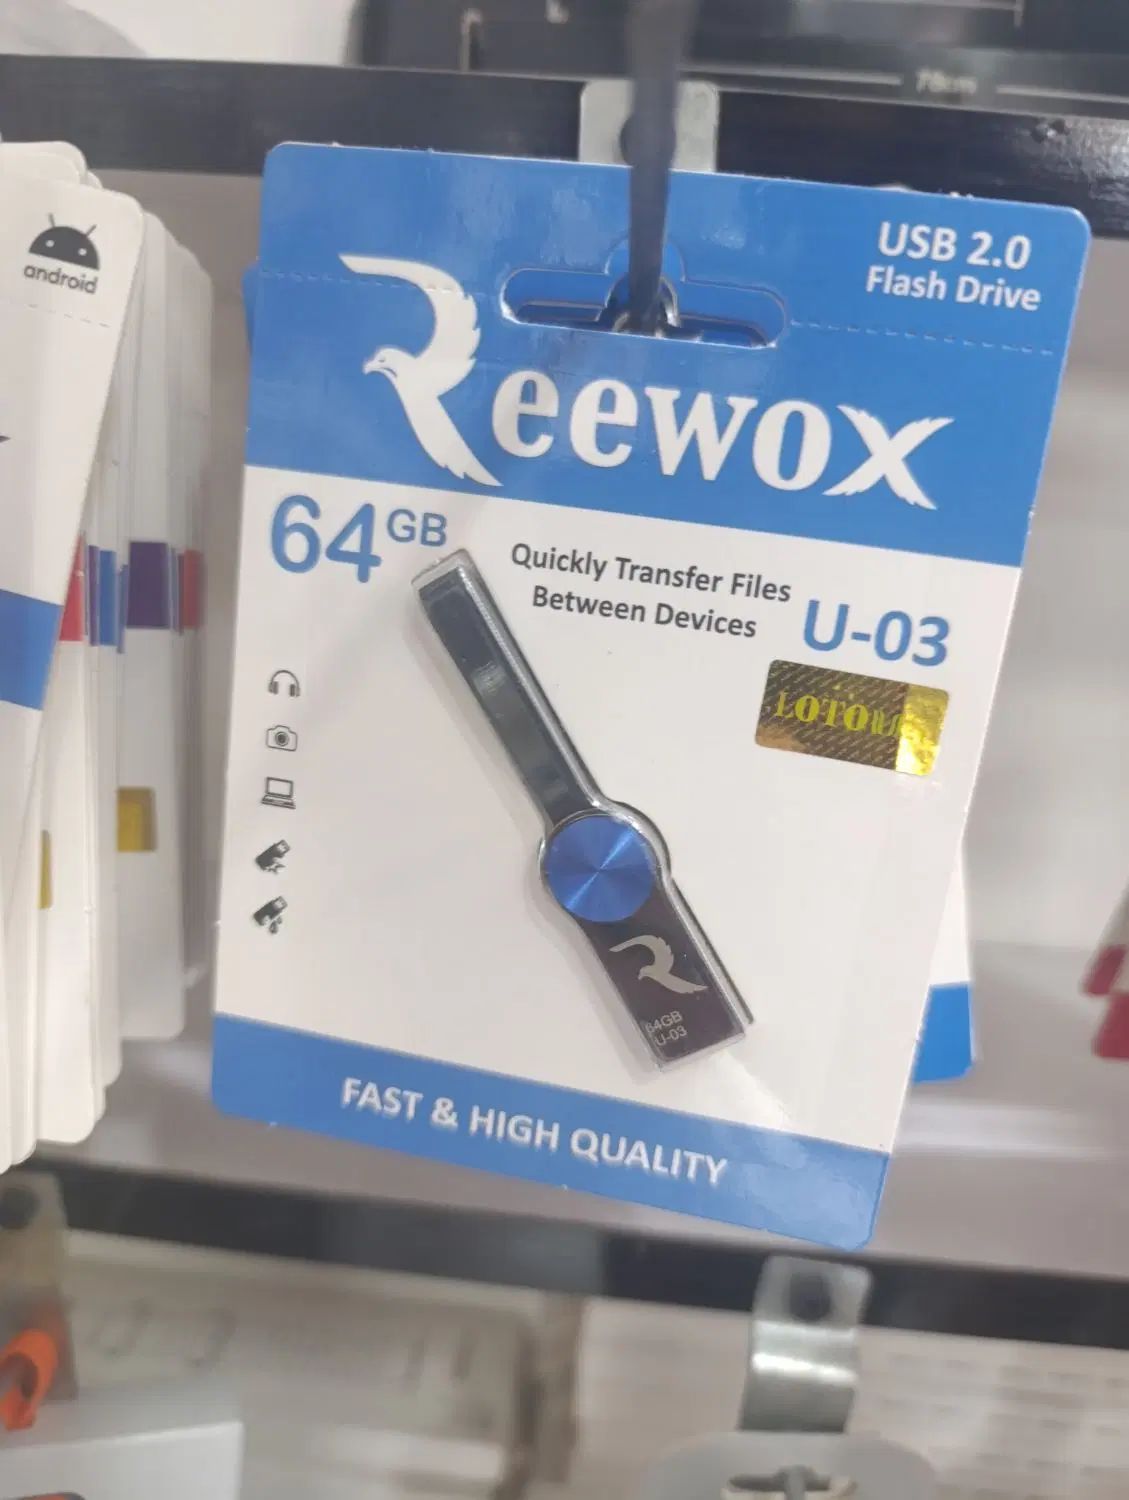 78cm
android
USB 2.0
Flash Drive
Reewox
64GB
Quickly Transfer Files
Between Devices
U-03
64GB
U-03
FAST & HIGH QUALITY